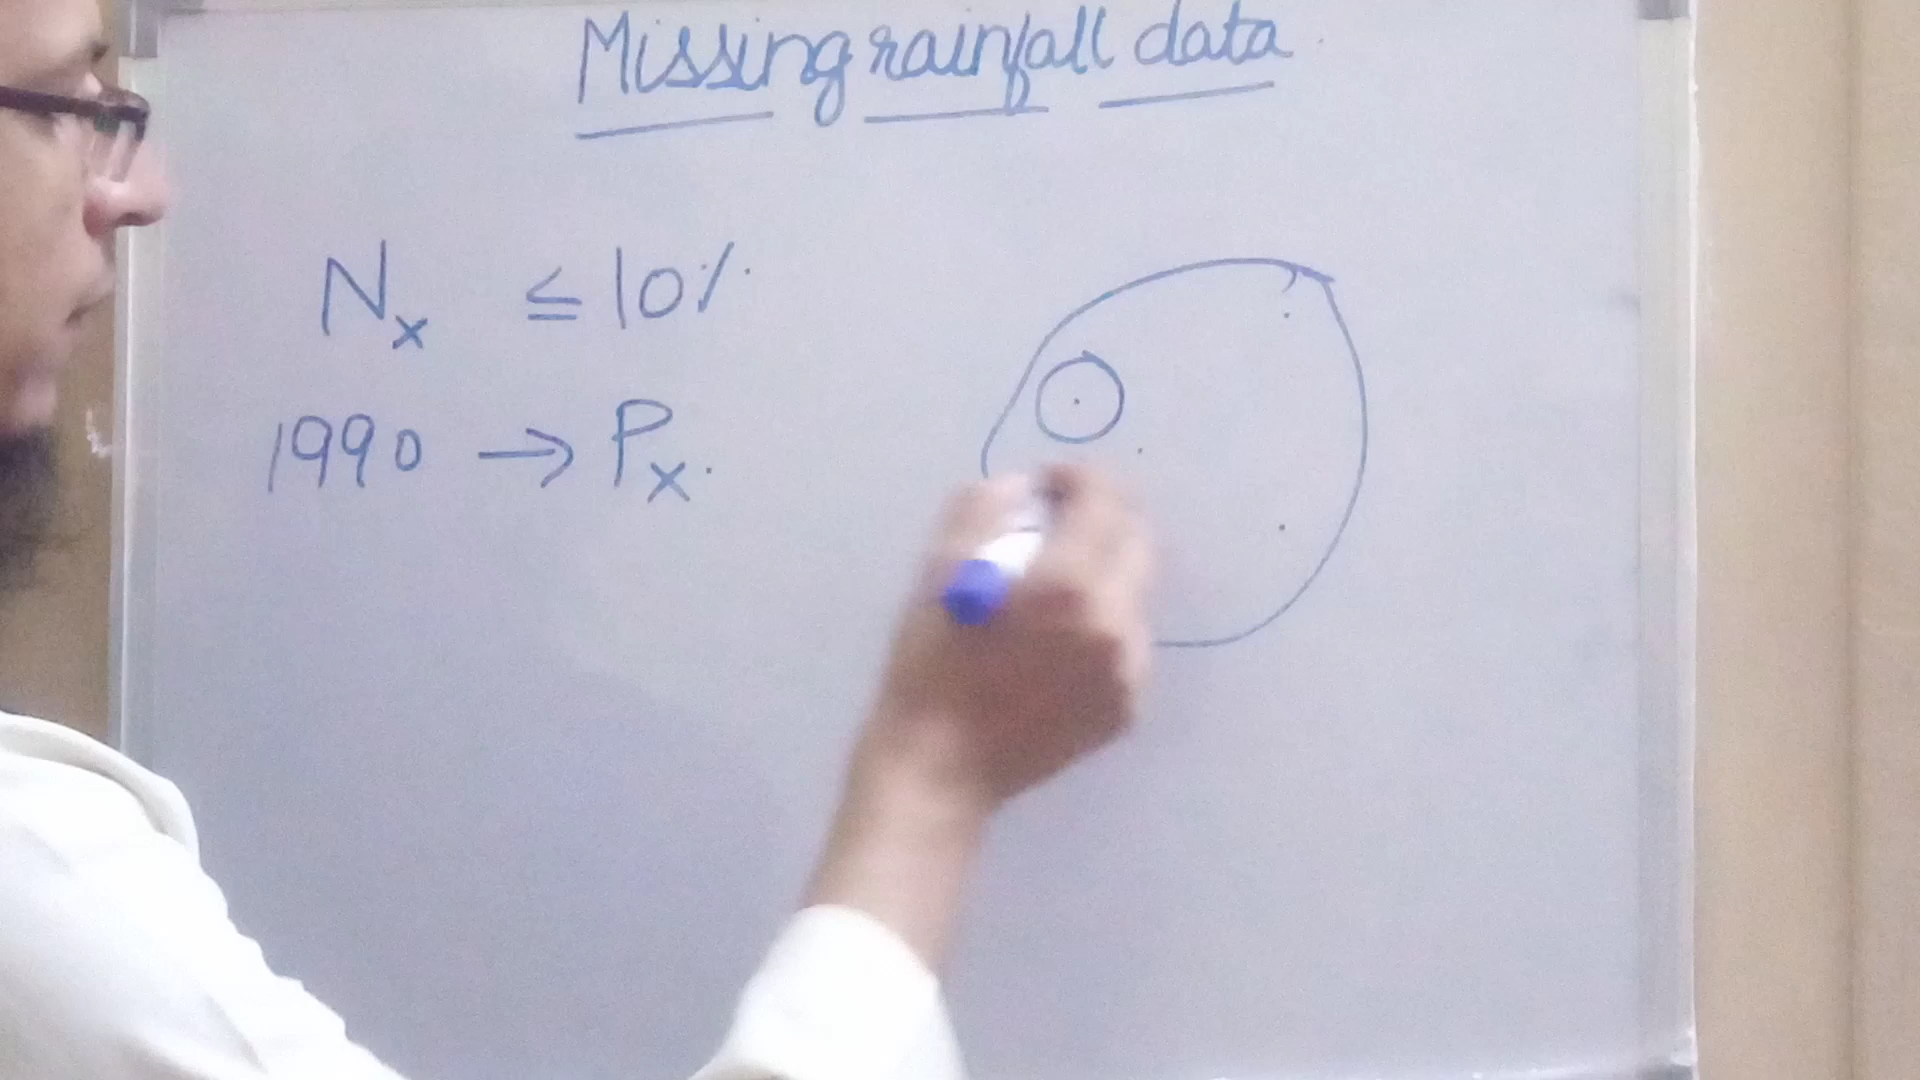 Missing rainfall data
Nx ≤ 10%
1990 → Px.